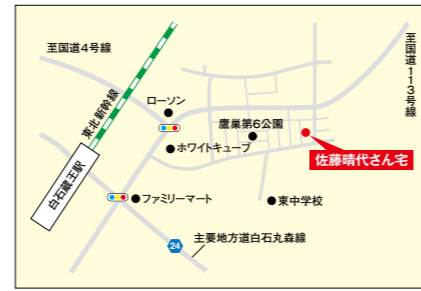 至国道4号線
至国道113号線
東北新幹線
ローソン
鷹巣第6公園
ホワイトキューブ
佐藤晴代さん宅
白石蔵王駅
ファミリーマート
東中学校
24
主要地方道白石丸森線